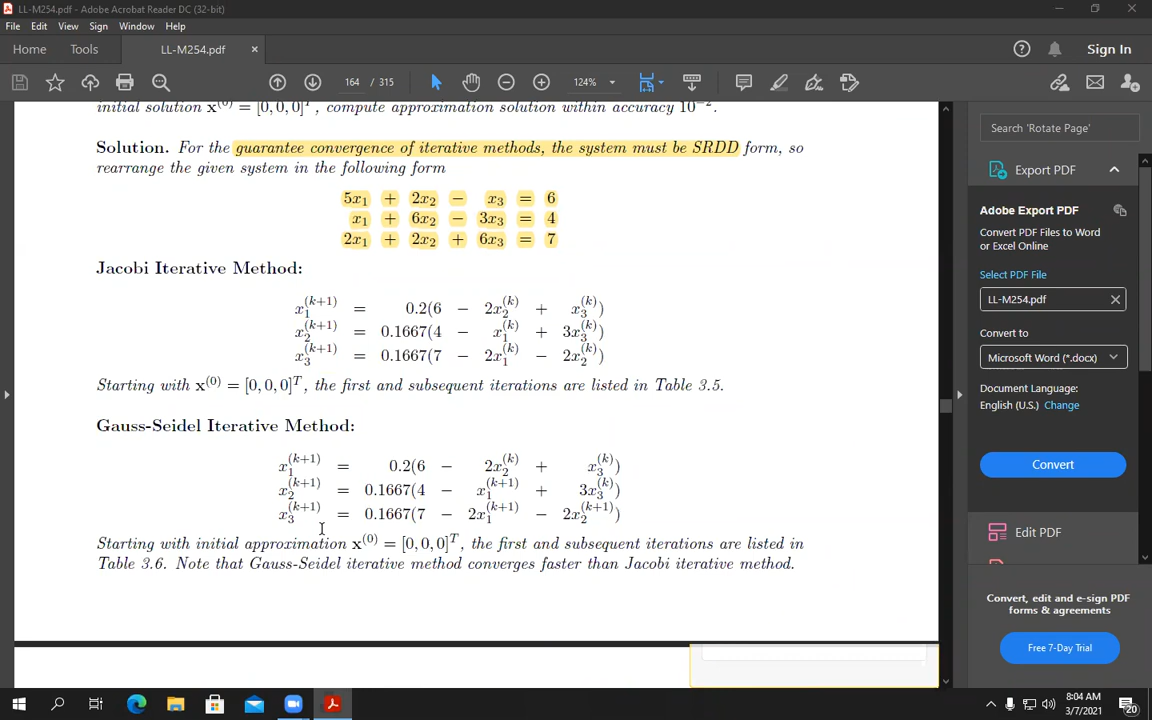 LL-M254.pdf - Adobe Acrobat Reader DC (32-bit)
File Edit View Sign Window Help
Home Tools LL-M254.pdf × Sign In
164 / 315 124%
initial solution x⁽⁰⁾ = [0, 0, 0]ᵀ, compute approximation solution within accuracy 10⁻².
Solution. For the guarantee convergence of iterative methods, the system must be SRDD form, so
rearrange the given system in the following form
5x₁ + 2x₂ − x₃ = 6
x₁ + 6x₂ − 3x₃ = 4
2x₁ + 2x₂ + 6x₃ = 7
Jacobi Iterative Method:
x₁⁽ᵏ⁺¹⁾ = 0.2(6 − 2x₂⁽ᵏ⁾ + x₃⁽ᵏ⁾)
x₂⁽ᵏ⁺¹⁾ = 0.1667(4 − x₁⁽ᵏ⁾ + 3x₃⁽ᵏ⁾)
x₃⁽ᵏ⁺¹⁾ = 0.1667(7 − 2x₁⁽ᵏ⁾ − 2x₂⁽ᵏ⁾)
Starting with x⁽⁰⁾ = [0, 0, 0]ᵀ, the first and subsequent iterations are listed in Table 3.5.
Gauss-Seidel Iterative Method:
x₁⁽ᵏ⁺¹⁾ = 0.2(6 − 2x₂⁽ᵏ⁾ + x₃⁽ᵏ⁾)
x₂⁽ᵏ⁺¹⁾ = 0.1667(4 − x₁⁽ᵏ⁺¹⁾ + 3x₃⁽ᵏ⁾)
x₃⁽ᵏ⁺¹⁾ = 0.1667(7 − 2x₁⁽ᵏ⁺¹⁾ − 2x₂⁽ᵏ⁺¹⁾)
Starting with initial approximation x⁽⁰⁾ = [0, 0, 0]ᵀ, the first and subsequent iterations are listed in
Table 3.6. Note that Gauss-Seidel iterative method converges faster than Jacobi iterative method.
Search 'Rotate Page'
Export PDF
Adobe Export PDF
Convert PDF Files to Word
or Excel Online
Select PDF File
LL-M254.pdf
Convert to
Microsoft Word (*.docx)
Document Language:
English (U.S.) Change
Convert
Edit PDF
Convert, edit and e-sign PDF
forms & agreements
Free 7-Day Trial
8:04 AM
3/7/2021
20